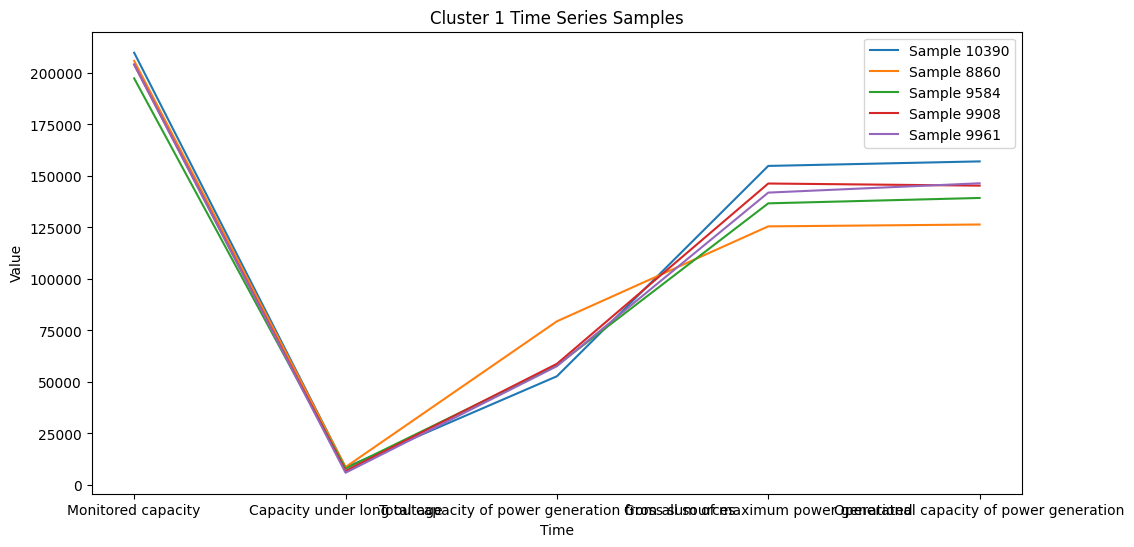 Cluster 1 Time Series Samples
Sample 10390
Sample 8860
Sample 9584
Sample 9908
Sample 9961
200000
175000
150000
125000
100000
75000
50000
25000
0
Value
Monitored capacity
Capacity under long outage
Total capacity of power generation from all sources
Gross sum of maximum power generated
Operational capacity of power generation
Time